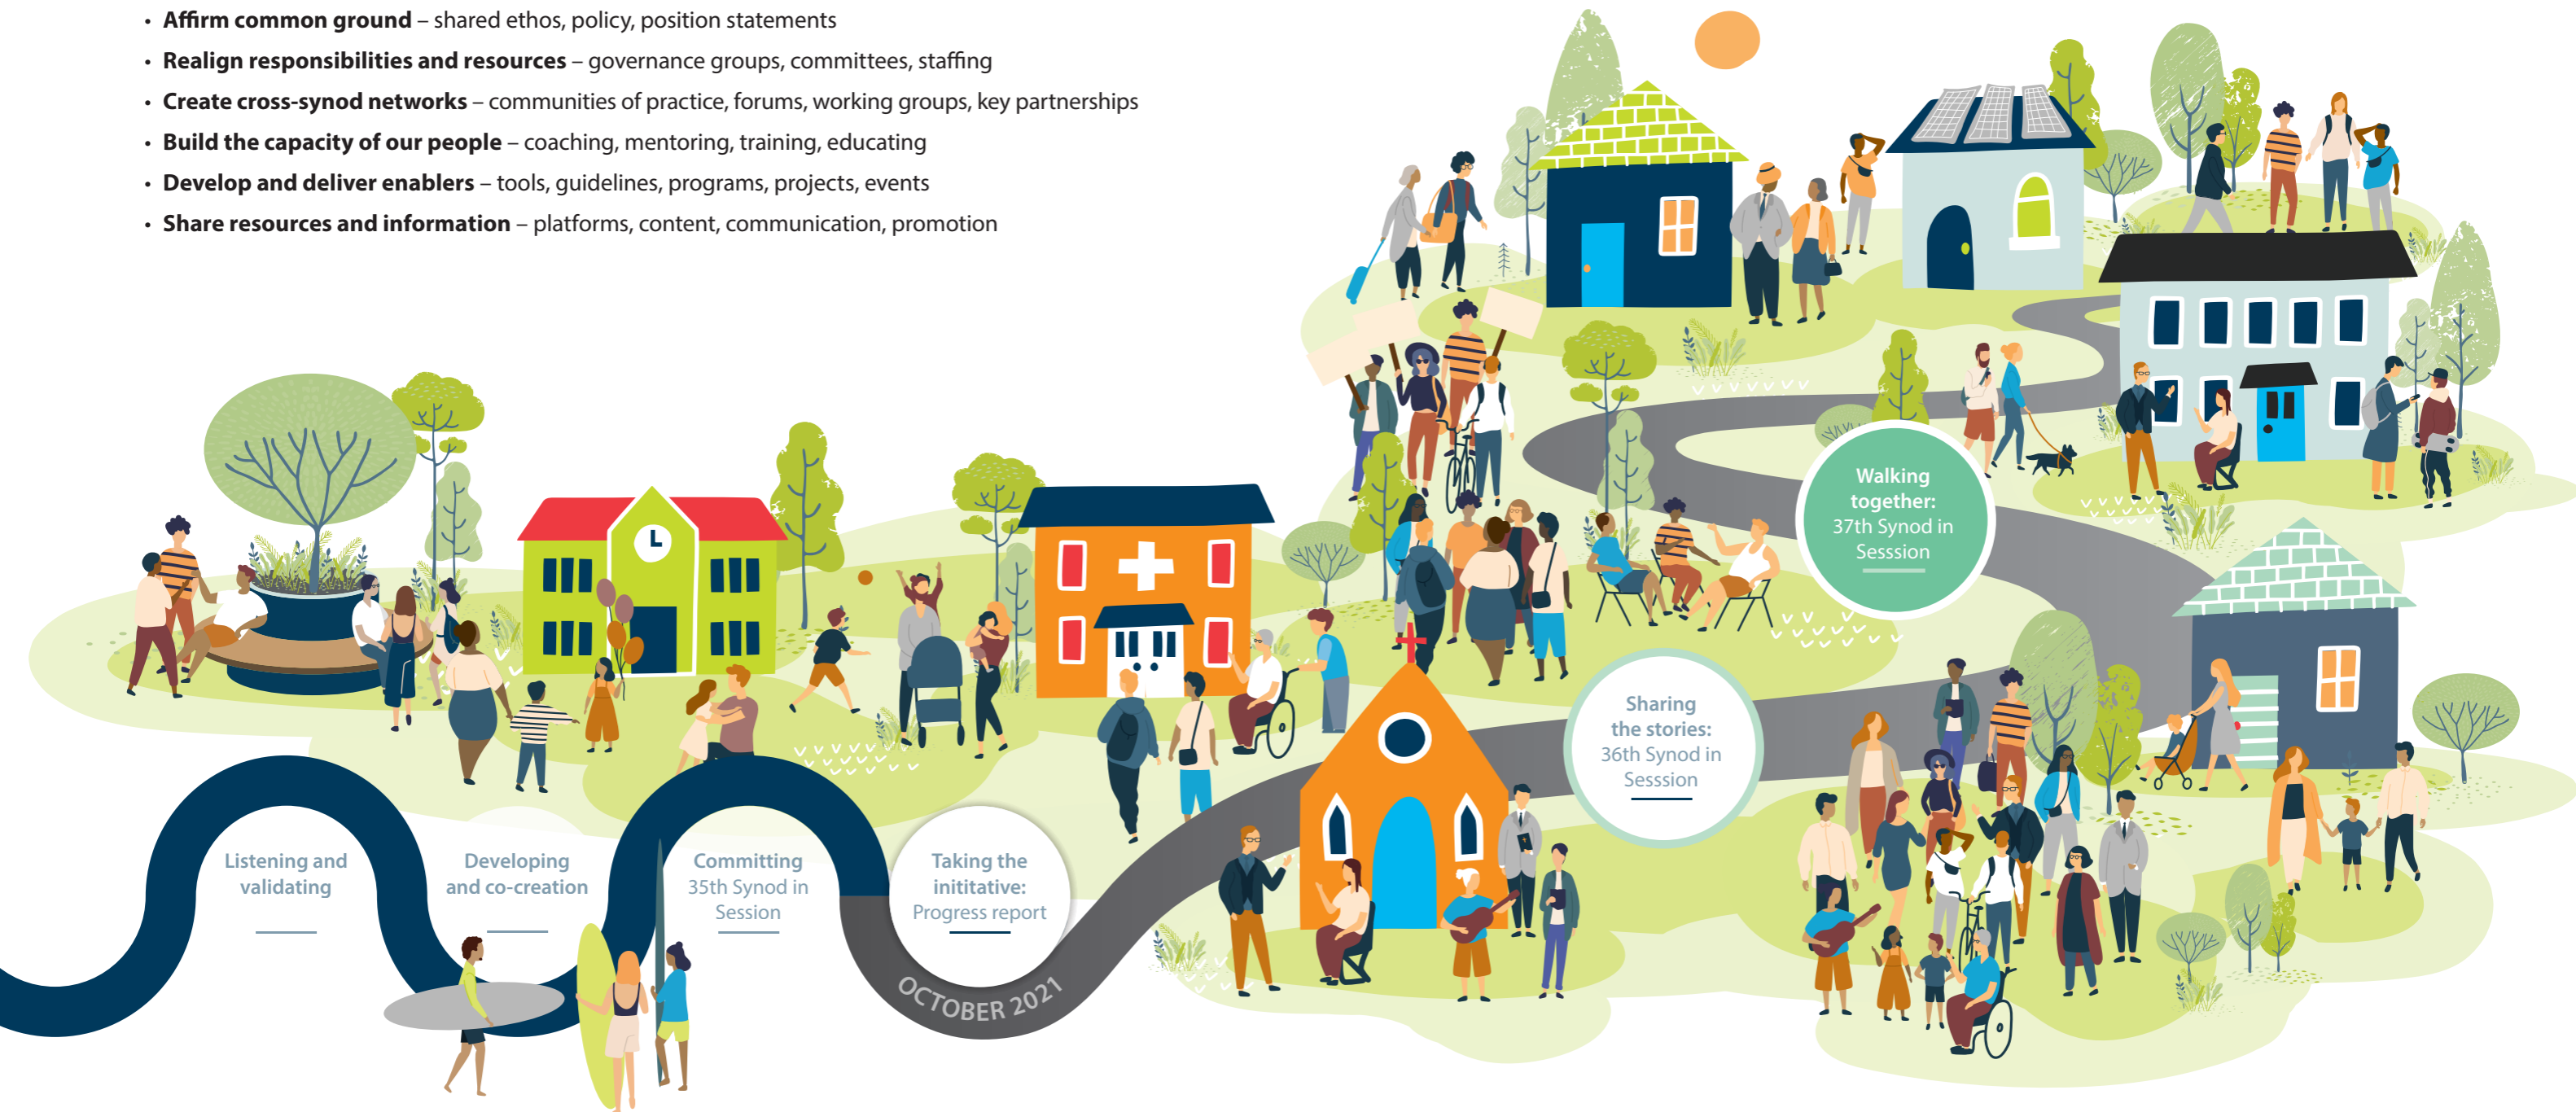 • Affirm common ground – shared ethos, policy, position statements
• Realign responsibilities and resources – governance groups, committees, staffing
• Create cross-synod networks – communities of practice, forums, working groups, key partnerships
• Build the capacity of our people – coaching, mentoring, training, educating
• Develop and deliver enablers – tools, guidelines, programs, projects, events
• Share resources and information – platforms, content, communication, promotion
Listening and
validating
Developing
and co-creation
Committing
35th Synod in
Session
Taking the
inititative:
Progress report
OCTOBER 2021
Sharing
the stories:
36th Synod in
Sesssion
Walking
together:
37th Synod in
Sesssion